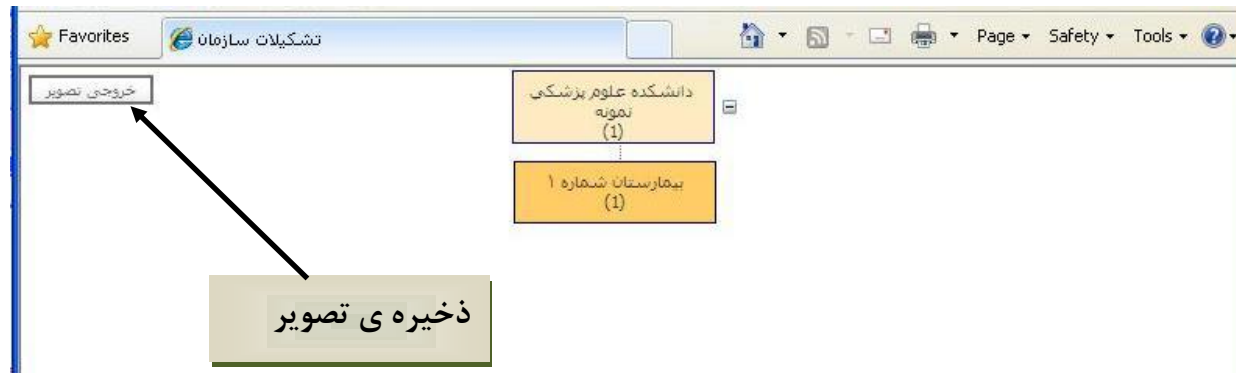 Favorites
تشکیلات سازمان
Page
Safety
Tools
خروجی تصویر
دانشکده علوم پزشکی
نمونه
(1)
بیمارستان شماره ۱
(1)
ذخیره ی تصویر